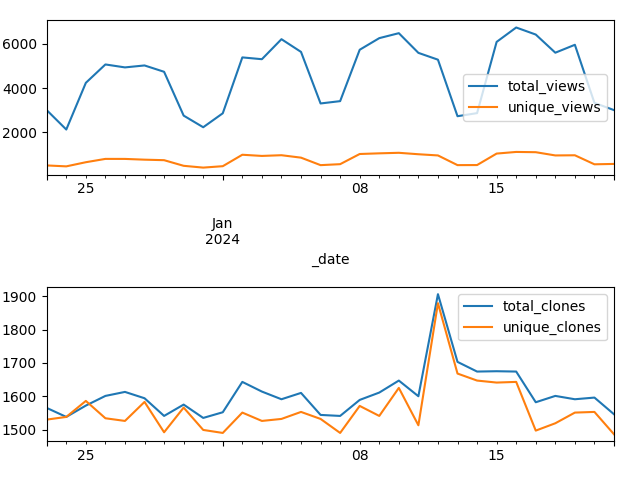 6000
4000
2000
total_views
unique_views
25
08
15
Jan
2024
_date
1900
1800
1700
1600
1500
total_clones
unique_clones
25
08
15